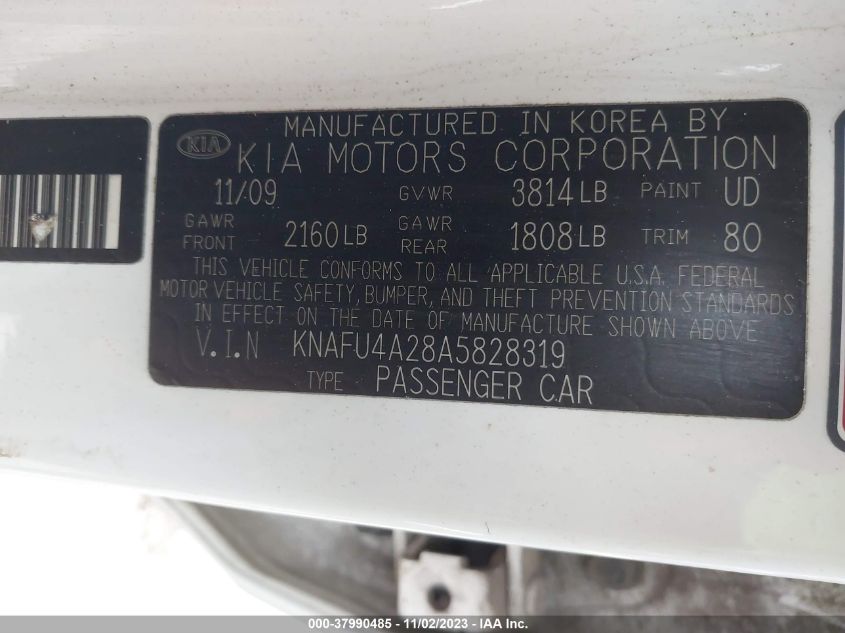 MANUFACTURED IN KOREA BY
KIA KIA MOTORS CORPORATION
11/09 GVWR 3814 LB PAINT UD
GAWR FRONT 2160 LB GAWR REAR 1808 LB TRIM 80
THIS VEHICLE CONFORMS TO ALL APPLICABLE U.S.A. FEDERAL
MOTOR VEHICLE SAFETY, BUMPER, AND THEFT PREVENTION STANDARDS
IN EFFECT ON THE DATE OF MANUFACTURE SHOWN ABOVE
V.I.N KNAFU4A28A5828319
TYPE PASSENGER CAR
000-37990485 - 11/02/2023 - 000-000-0000.